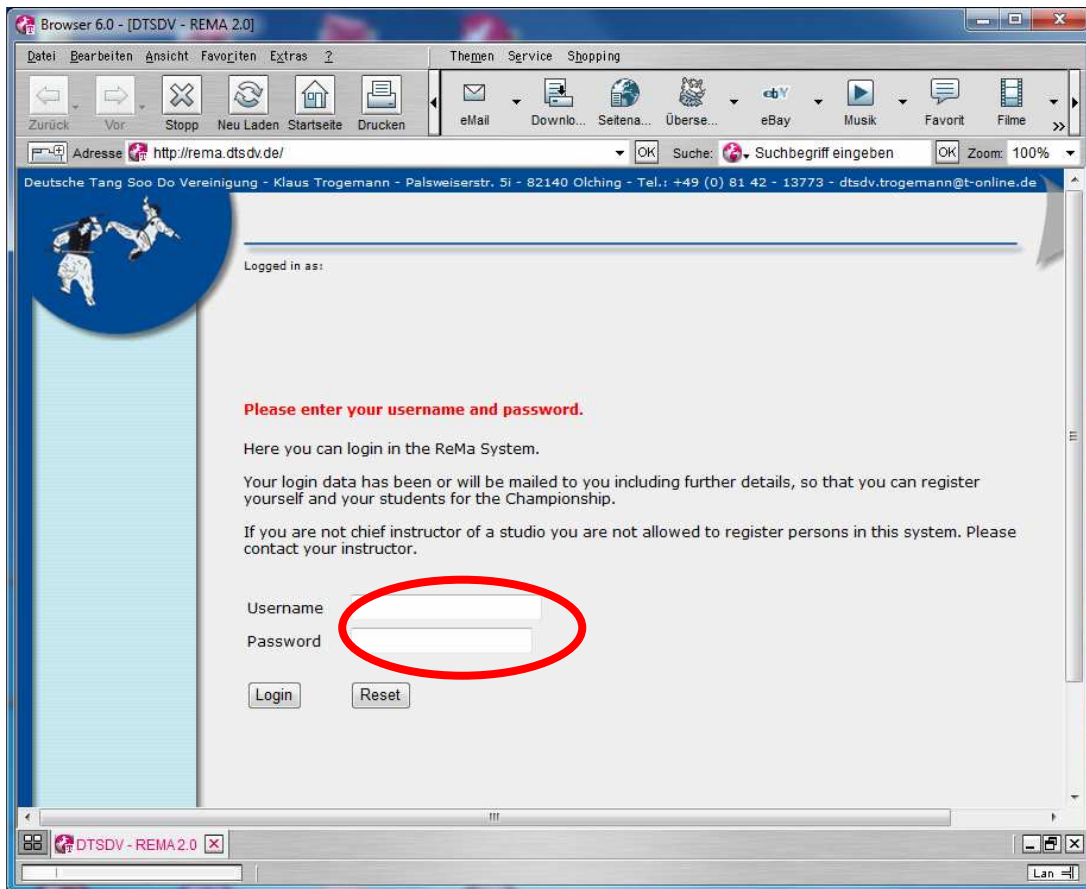 Browser 6.0 - [DTSDV - REMA 2.0]
Datei Bearbeiten Ansicht Favoriten Extras ?
Themen Service Shopping
Zurück Vor Stopp Neu Laden Startseite Drucken
eMail Downlo... Seitena... Überse... eBay Musik Favorit Filme
Adresse http://rema.dtsdv.de/ OK Suche: Suchbegriff eingeben OK Zoom: 100%
Deutsche Tang Soo Do Vereinigung - Klaus Trogemann - Palsweiserstr. 5i - 82140 Olching - Tel.: +49 (0) 81 42 - 13773 - dtsdv.trogemann@t-online.de
Logged in as:
Please enter your username and password.
Here you can login in the ReMa System.
Your login data has been or will be mailed to you including further details, so that you can register
yourself and your students for the Championship.
If you are not chief instructor of a studio you are not allowed to register persons in this system. Please
contact your instructor.
Username
Password
Login Reset
DTSDV - REMA 2.0
Lan